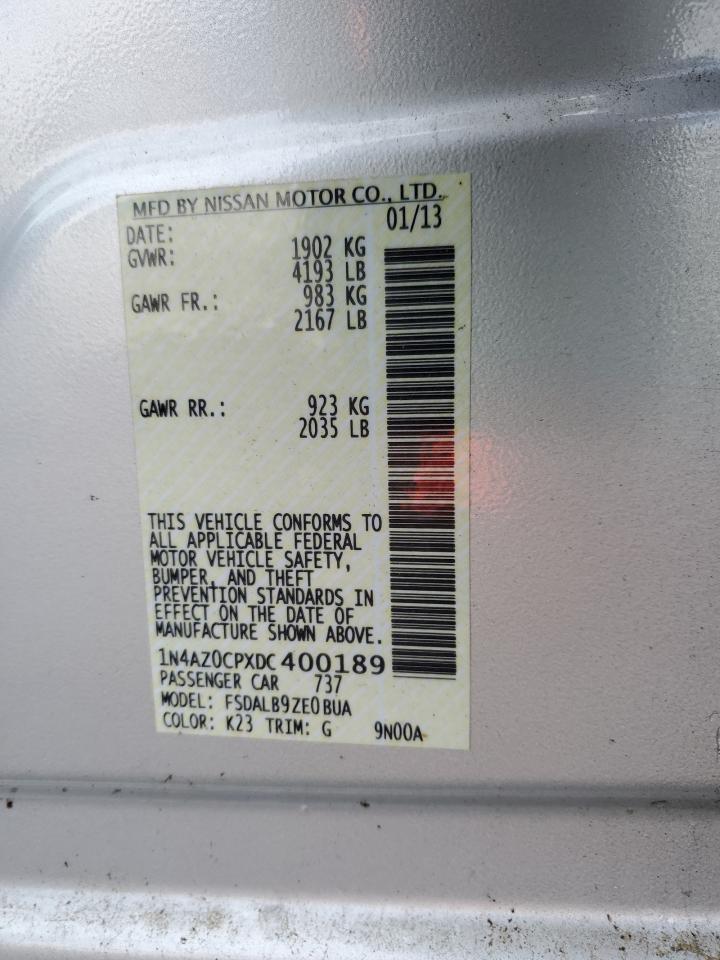 MFD BY NISSAN MOTOR CO., LTD.
DATE: 01/13
GVWR: 1902 KG
4193 LB
GAWR FR.: 983 KG
2167 LB
GAWR RR.: 923 KG
2035 LB
THIS VEHICLE CONFORMS TO
ALL APPLICABLE FEDERAL
MOTOR VEHICLE SAFETY,
BUMPER, AND THEFT
PREVENTION STANDARDS IN
EFFECT ON THE DATE OF
MANUFACTURE SHOWN ABOVE.
1N4AZ0CPXDC400189
PASSENGER CAR 737
MODEL: FSDALB9ZE0BUA
COLOR: K23 TRIM: G 9N00A